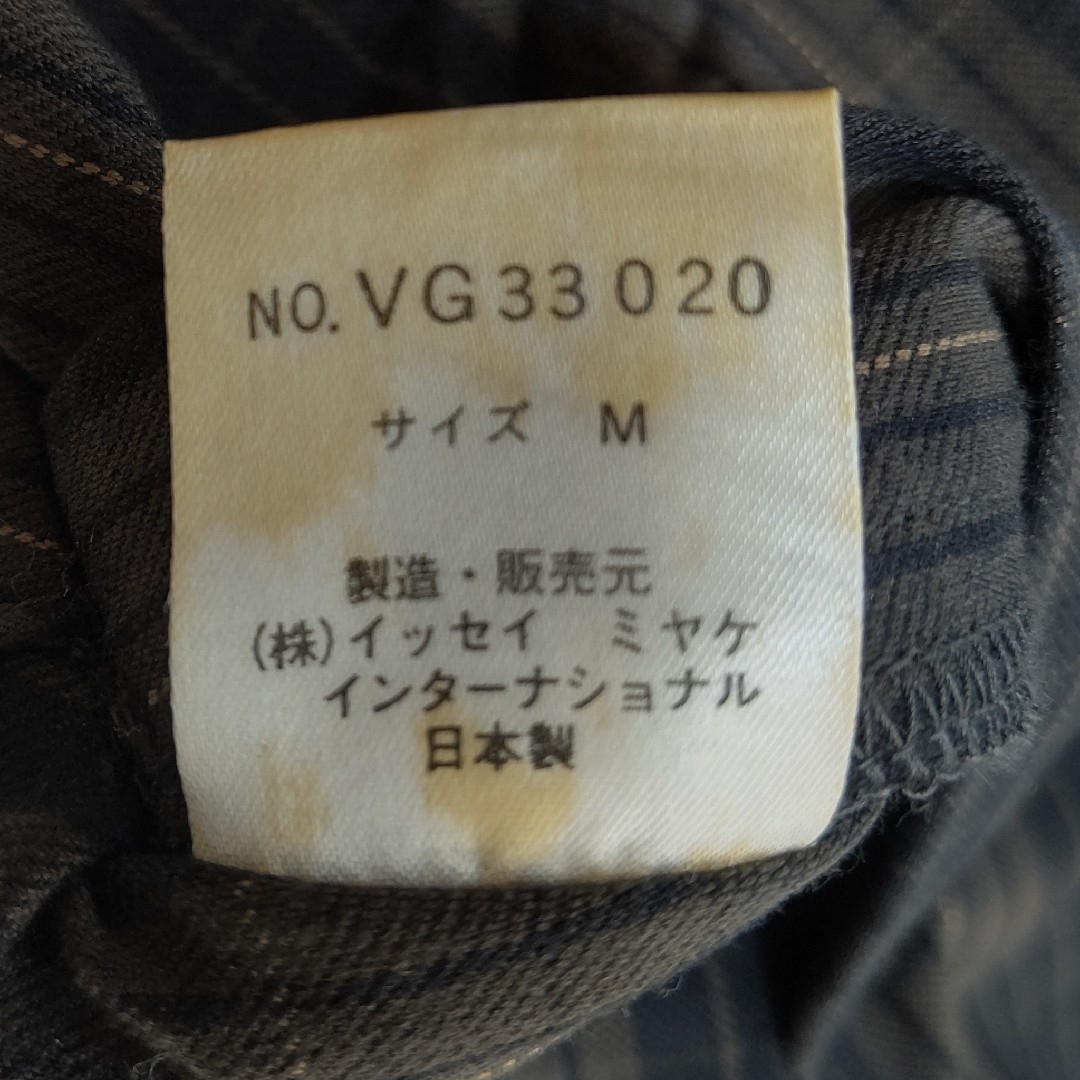 NO.VG33020
サイズ M
製造・販売元
(株)イッセイ ミヤケ
インターナショナル
日本製